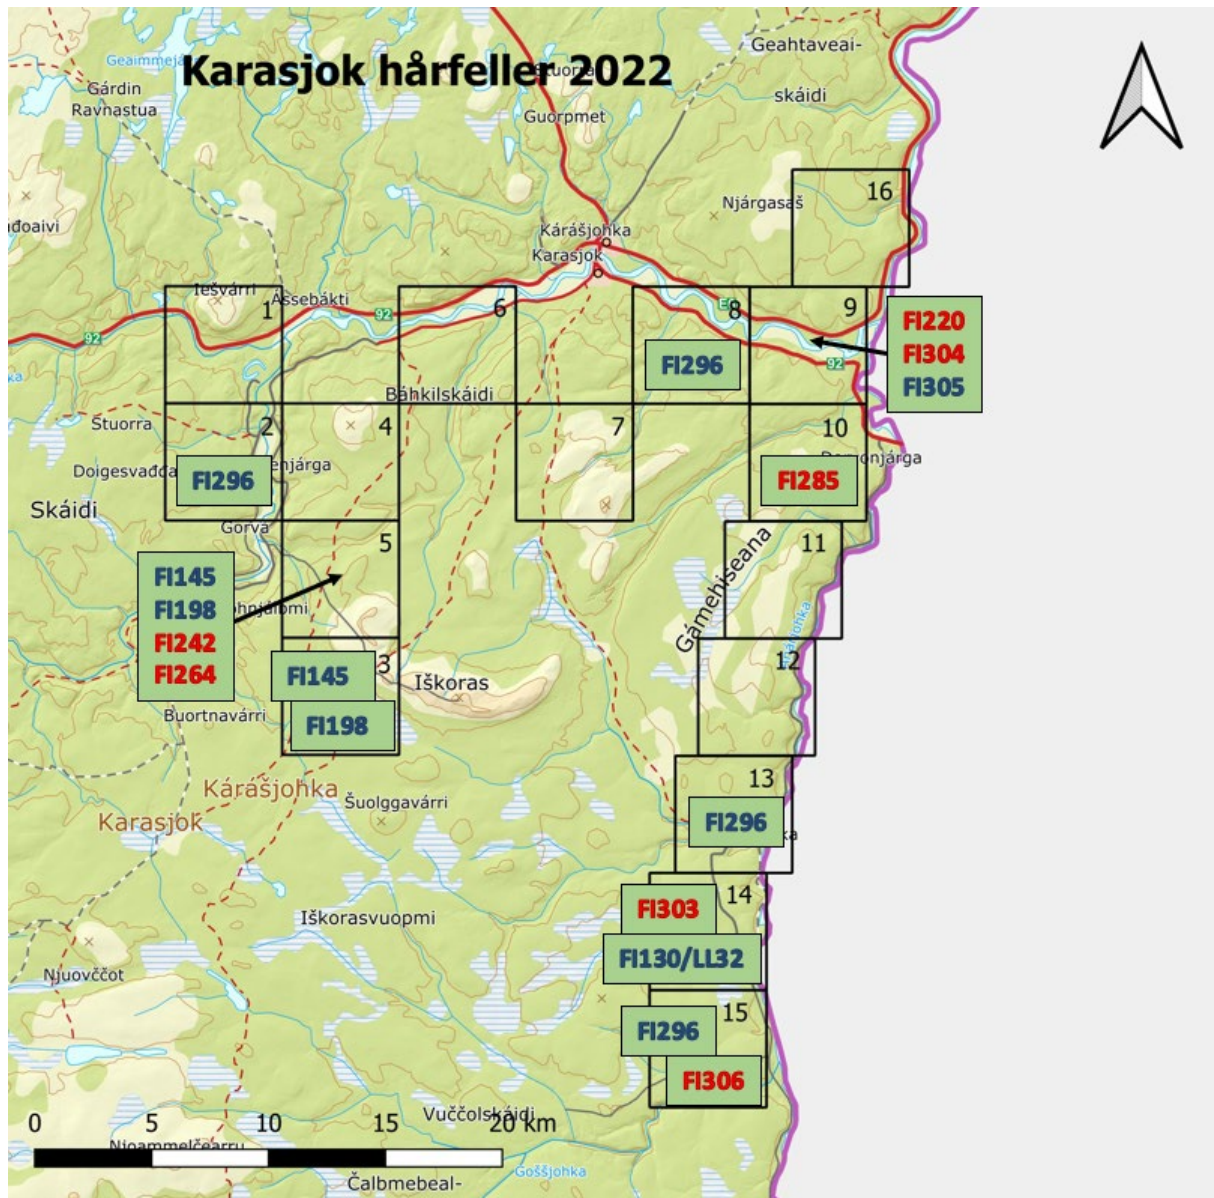 Geahtaveai-
skáidi
Karasjok hårfeller 2022
Gárdin
Ravnastua
Guorpmet
16
Njárgasaš
Kárášjohka
Karasjok
Iešvárri
Ássebákti
1
6
8
9
92
92
92
FI220
FI304
FI305
FI296
Báhkilskáidi
Stuorra
2
4
7
10
Doigesvađđa
FI296
enjárga
FI285
Skáidi
Gorva
5
11
Gámehiseana
FI145
FI198
FI242
FI264
12
3
FI145
FI198
Iškoras
Buortnavárri
Kárášjohka
Karasjok
Šuolggavárri
13
FI296
14
FI303
FI130/LL32
Iškorasvuopmi
Njuovččot
15
FI296
FI306
0 5 10 15 20 km
Vuččolskáidi
Goššjohka
Čalbmebeal-